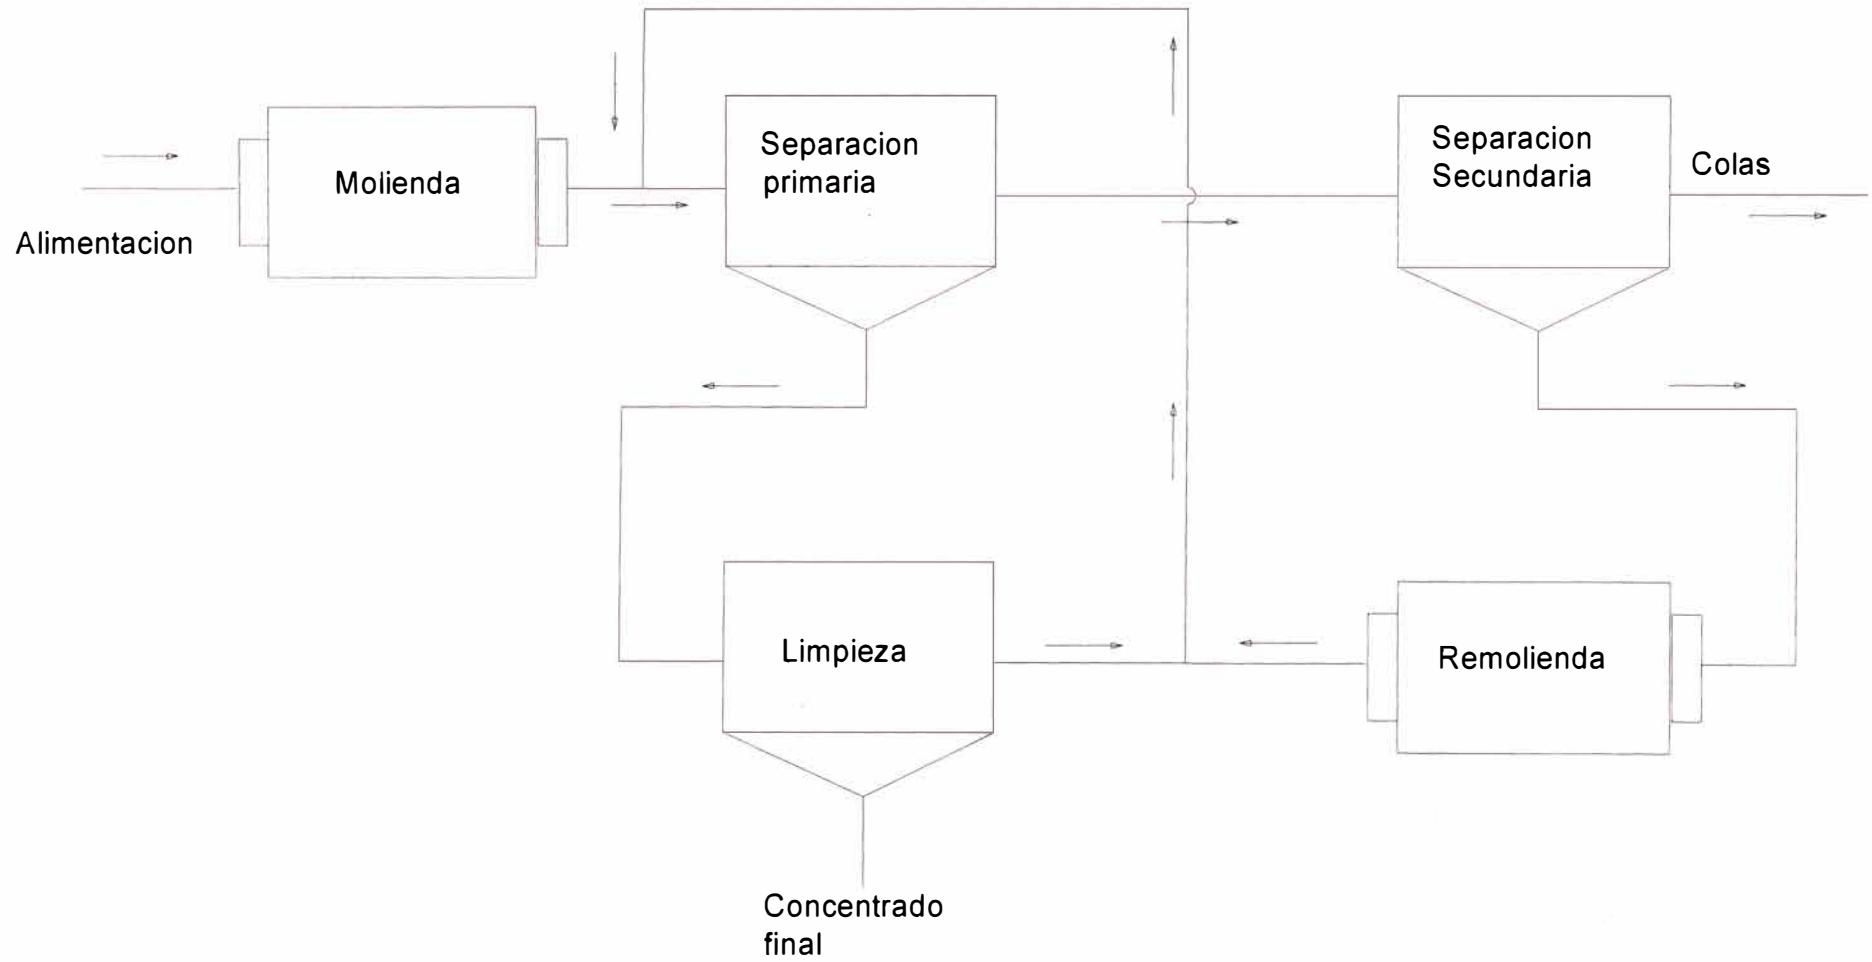 Alimentacion
Molienda
Separacion
primaria
Separacion
Secundaria
Colas
Limpieza
Remolienda
Concentrado
final